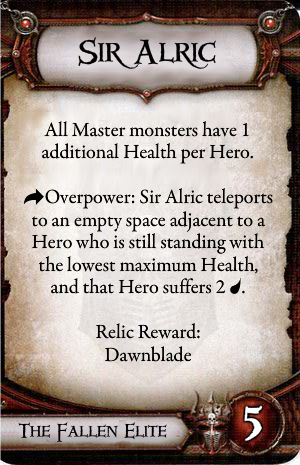 Sir Alric
All Master monsters have 1
additional Health per Hero.
Overpower: Sir Alric teleports
to an empty space adjacent to a
Hero who is still standing with
the lowest maximum Health,
and that Hero suffers 2 .
Relic Reward:
Dawnblade
The Fallen Elite
5